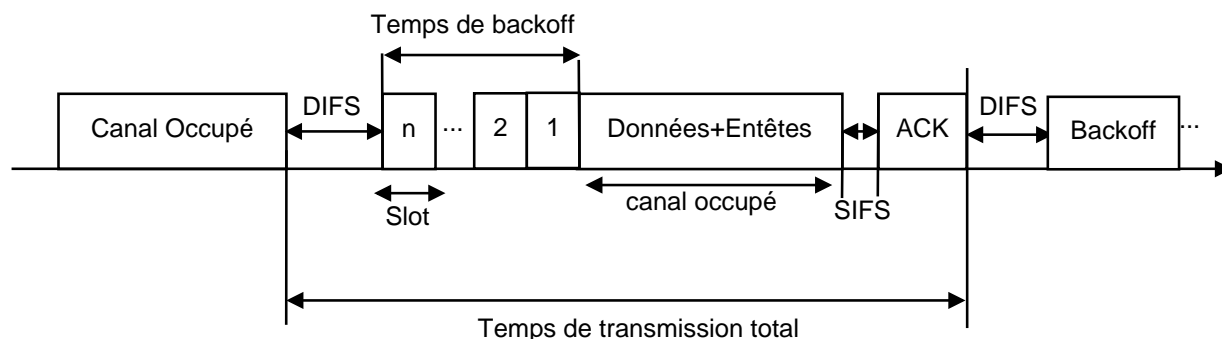 Temps de backoff
Canal Occupé
DIFS
n
...
2
1
Données+Entêtes
ACK
DIFS
Backoff
...
Slot
canal occupé
SIFS
Temps de transmission total